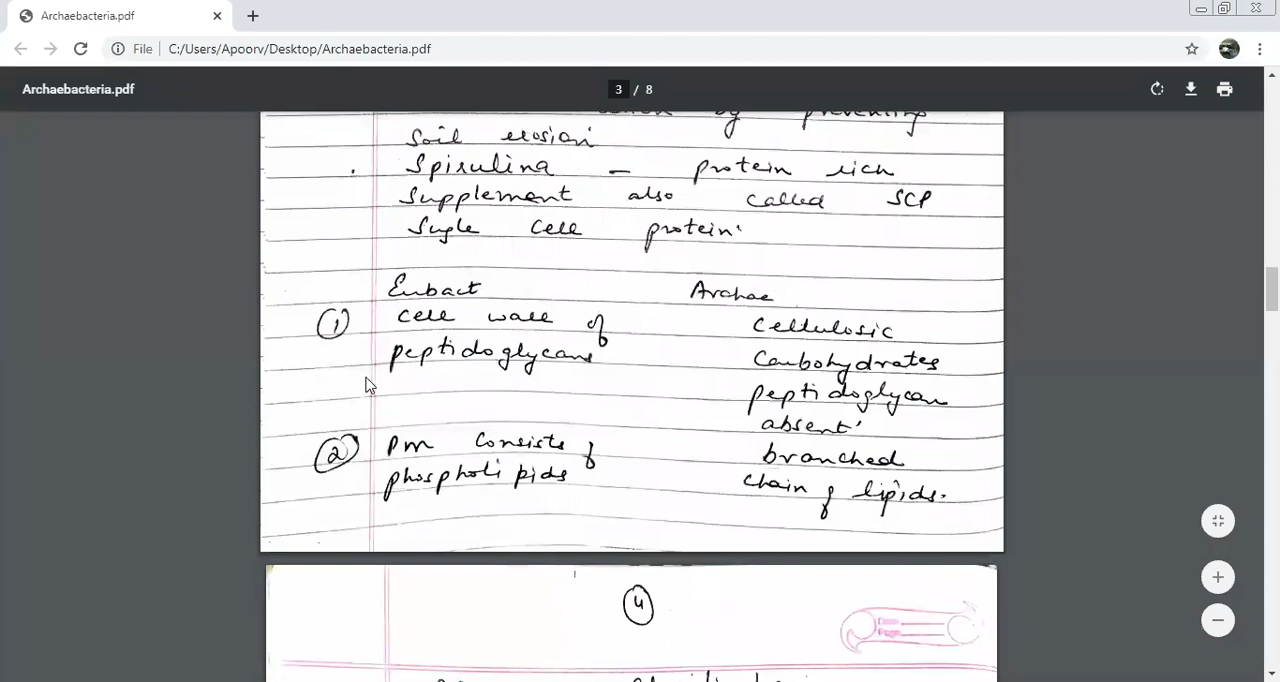 Archaebacteria.pdf
File C:/Users/Apoorv/Desktop/Archaebacteria.pdf
Archaebacteria.pdf
3 / 8
by preventing
Soil erosion
. Spirulina – protein rich
Supplement also called SCP
Single cell protein.
Eubact Archae
① cell wall of Cellulosic
peptidoglycans Carbohydrates
peptidoglycan
absent
② PM consists of branched
phospholipids chain of lipids.
④